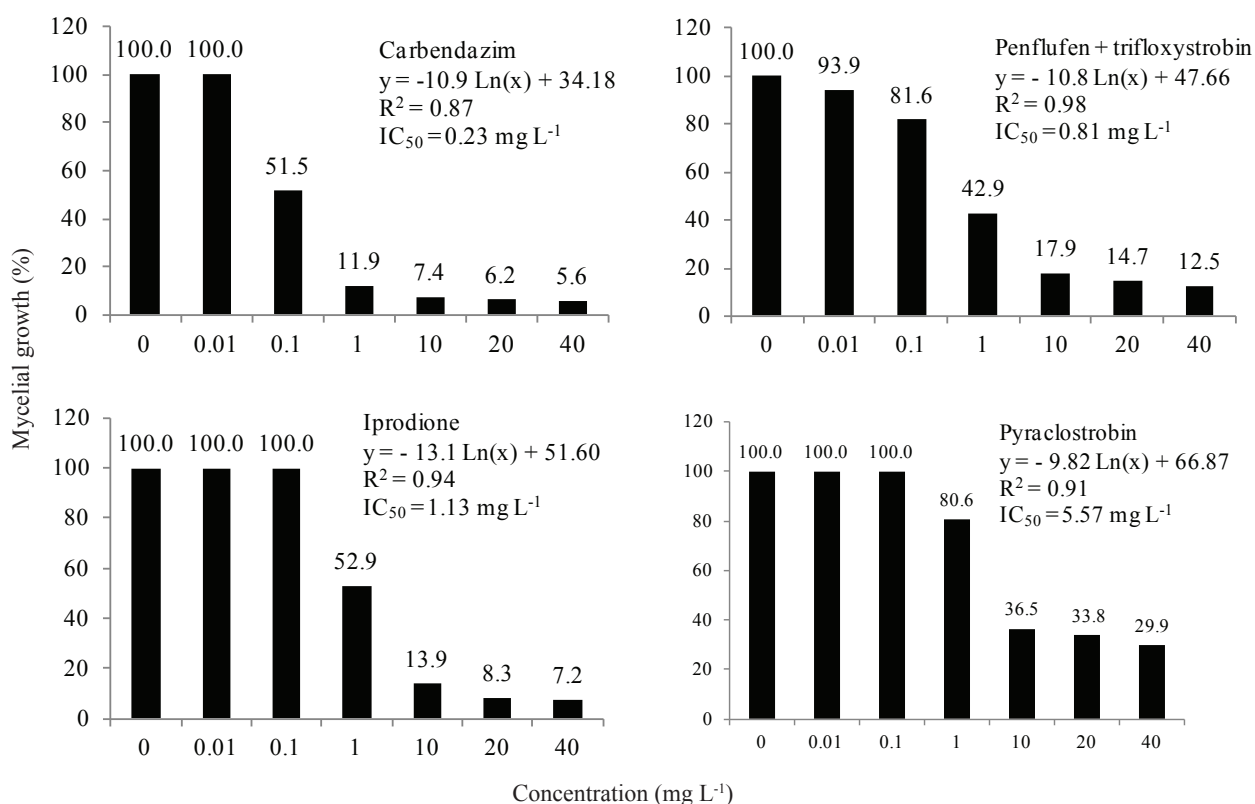 Mycelial growth (%)
120
100
80
60
40
20
0
100.0 100.0 51.5 11.9 7.4 6.2 5.6
Carbendazim
y = -10.9 Ln(x) + 34.18
R² = 0.87
IC₅₀ = 0.23 mg L⁻¹
0 0.01 0.1 1 10 20 40
120
100
80
60
40
20
0
100.0 93.9 81.6 42.9 17.9 14.7 12.5
Penflufen + trifloxystrobin
y = - 10.8 Ln(x) + 47.66
R² = 0.98
IC₅₀ = 0.81 mg L⁻¹
0 0.01 0.1 1 10 20 40
120
100
80
60
40
20
0
100.0 100.0 100.0 52.9 13.9 8.3 7.2
Iprodione
y = - 13.1 Ln(x) + 51.60
R² = 0.94
IC₅₀ = 1.13 mg L⁻¹
0 0.01 0.1 1 10 20 40
120
100
80
60
40
20
0
100.0 100.0 100.0 80.6 36.5 33.8 29.9
Pyraclostrobin
y = - 9.82 Ln(x) + 66.87
R² = 0.91
IC₅₀ = 5.57 mg L⁻¹
0 0.01 0.1 1 10 20 40
Concentration (mg L⁻¹)